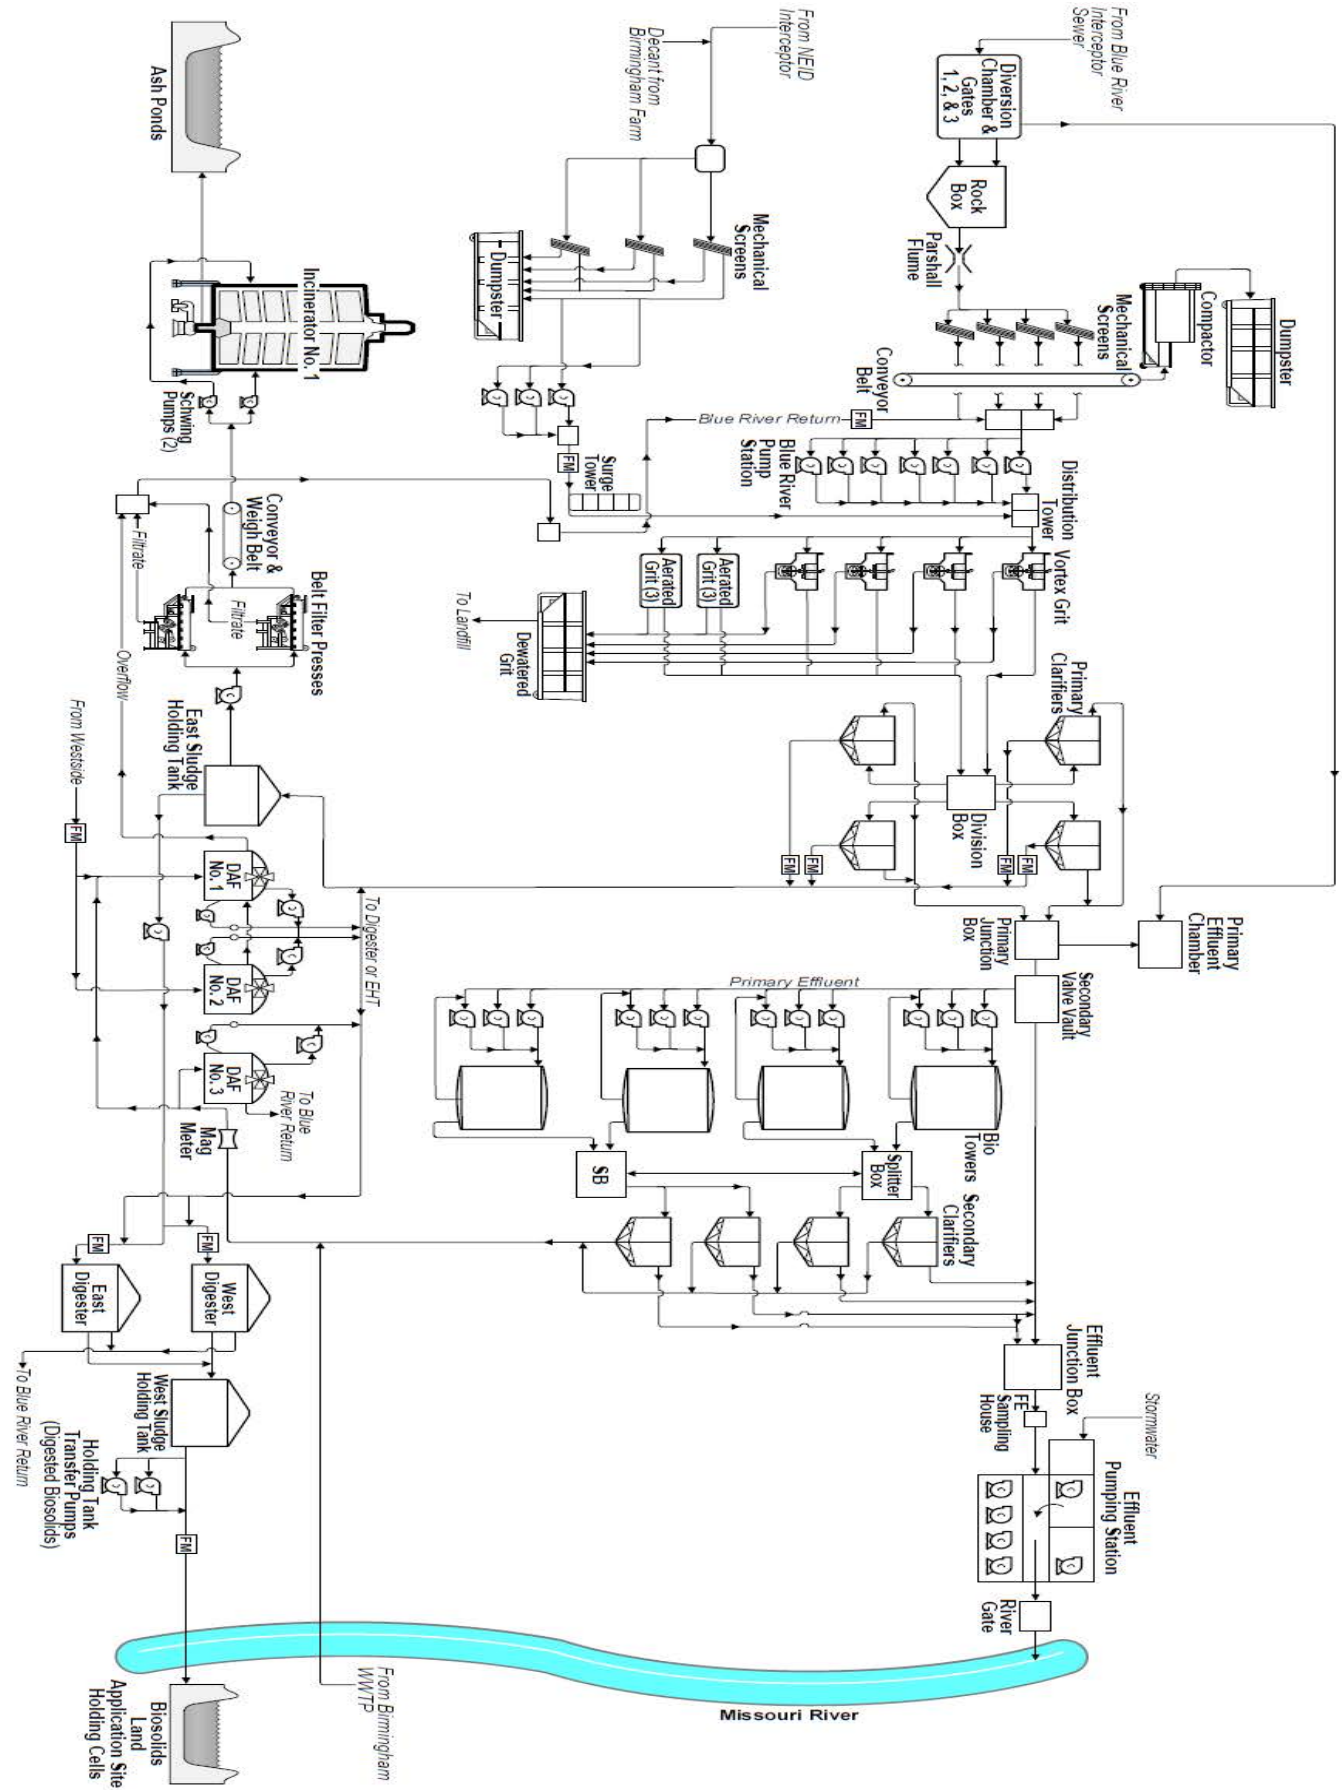 From Blue River
Interceptor
Sewer
Diversion
Chamber &
Gates
1, 2, & 3
Rock
Box
Parshall
Flume
Mechanical
Screens
Compactor
Dumpster
Conveyor
Belt
From NEID
Interceptor
Decant from
Birmingham Farm
Mechanical
Screens
Dumpster
Blue River Return
FM
FM
Surge
Tower
Blue River
Pump
Station
Distribution
Tower
Vortex Grit
Aerated
Grit (3)
Aerated
Grit (3)
Dewatered
Grit
To Landfill
Primary
Clarifiers
Division
Box
FM
FM
FM
FM
Primary
Junction
Box
Primary
Effluent
Chamber
Secondary
Valve Vault
Primary Effluent
Bio
Towers
Splitter
Box
SB
Secondary
Clarifiers
Effluent
Junction Box
FE
Sampling
House
Stormwater
Effluent
Pumping Station
River
Gate
Missouri River
Ash Ponds
Incinerator No. 1
Schwing
Pumps (2)
Conveyor &
Weigh Belt
Belt Filter Presses
Filtrate
Filtrate
Overflow
East Sludge
Holding Tank
From Westside
FM
DAF
No. 1
DAF
No. 2
DAF
No. 3
To Digester or EHT
To Blue
River Return
Mag
Meter
FM
FM
West
Digester
East
Digester
To Blue River Return
West Sludge
Holding Tank
Holding Tank
Transfer Pumps
(Digested Biosolids)
FM
From Birmingham
WWTP
Biosolids
Land
Application Site
Holding Cells